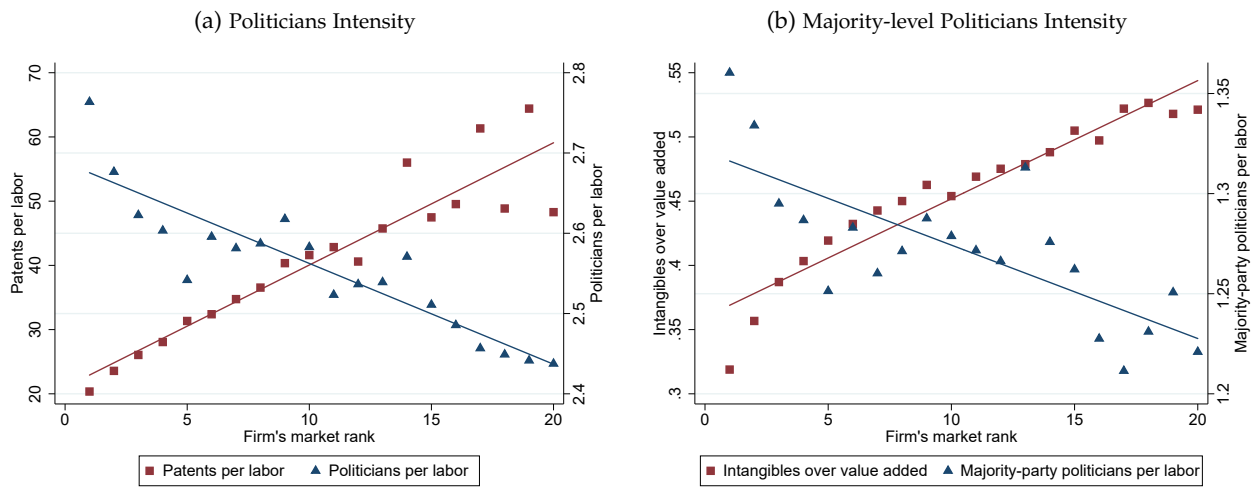 (a) Politicians Intensity
70
60
50
40
30
20
Patents per labor
2.8
2.7
2.6
2.5
2.4
Politicians per labor
0 5 10 15 20
Firm's market rank
Patents per labor Politicians per labor
(b) Majority-level Politicians Intensity
.55
.5
.45
.4
.35
.3
Intangibles over value added
1.35
1.3
1.25
1.2
Majority-party politicians per labor
0 5 10 15 20
Firm's market rank
Intangibles over value added Majority-party politicians per labor